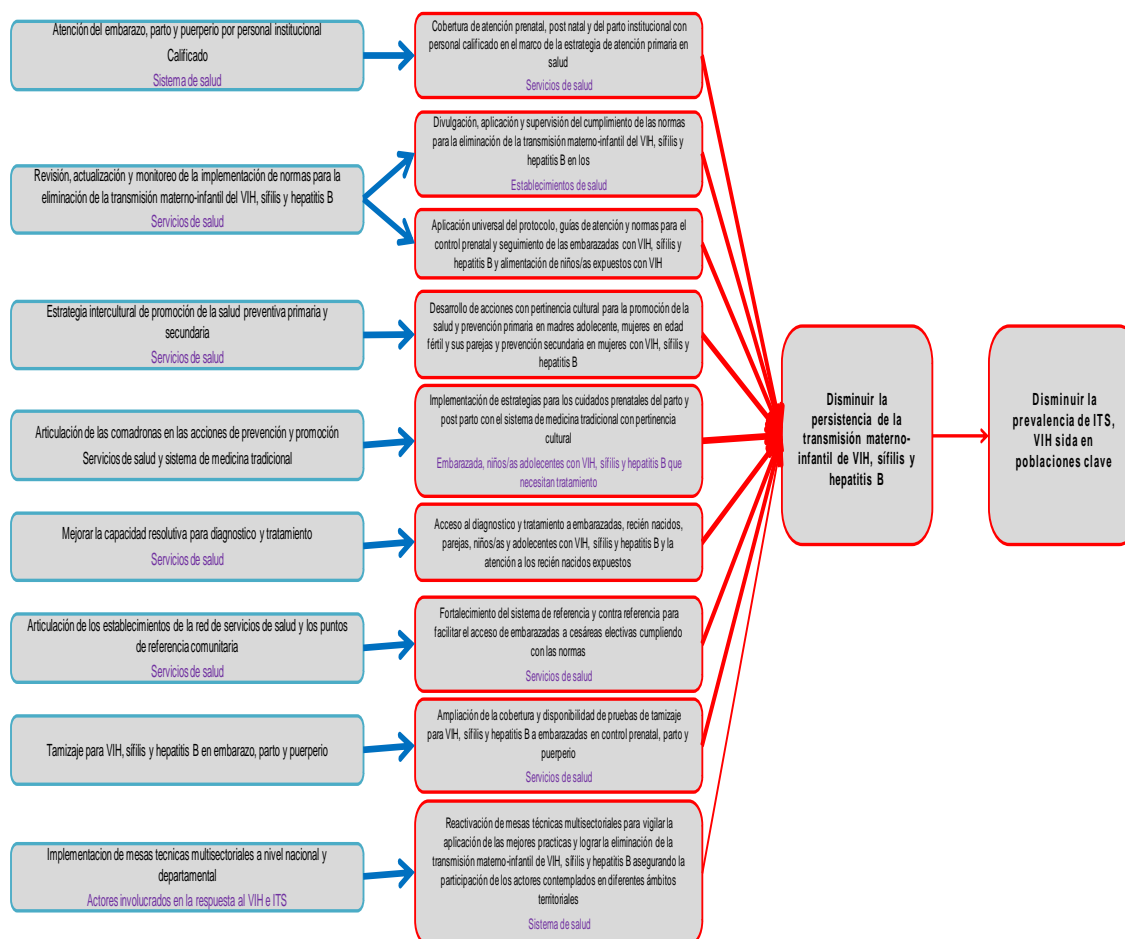 Atención del embarazo, parto y puerperio por personal institucional
Calificado
Sistema de salud
Cobertura de atención prenatal, post natal y del parto institucional con
personal calificado en el marco de la estrategia de atención primaria en
salud
Servicios de salud
Revisión, actualización y monitoreo de la implementación de normas para la
eliminación de la transmisión materno-infantil del VIH, sífilis y hepatitis B
Servicios de salud
Divulgación, aplicación y supervisión del cumplimiento de las normas
para la eliminación de la transmisión materno-infantil del VIH, sífilis y
hepatitis B en los
Establecimientos de salud
Aplicación universal del protocolo, guías de atención y normas para el
control prenatal y seguimiento de las embarazadas con VIH, sífilis y
hepatitis B y alimentación de niños/as expuestos con VIH
Estrategia intercultural de promoción de la salud preventiva primaria y
secundaria
Servicios de salud
Desarrollo de acciones con pertinencia cultural para la promoción de la
salud y prevención primaria en madres adolecente, mujeres en edad
fértil y sus parejas y prevención secundaria en mujeres con VIH, sífilis y
hepatitis B
Articulación de las comadronas en las acciones de prevención y promoción
Servicios de salud y sistema de medicina tradicional
Implementación de estrategias para los cuidados prenatales del parto y
post parto con el sistema de medicina tradicional con pertinencia
cultural
Embarazada, niños/as adolescentes con VIH, sífilis y hepatitis B que
necesitan tratamiento
Mejorar la capacidad resolutiva para diagnostico y tratamiento
Servicios de salud
Acceso al diagnostico y tratamiento a embarazadas, recién nacidos,
parejas, niños/as y adolescentes con VIH, sífilis y hepatitis B y la
atención a los recién nacidos expuestos
Articulación de los establecimientos de la red de servicios de salud y los puntos
de referencia comunitaria
Servicios de salud
Fortalecimiento del sistema de referencia y contra referencia para
facilitar el acceso de embarazadas a cesáreas electivas cumpliendo
con las normas
Servicios de salud
Tamizaje para VIH, sífilis y hepatitis B en embarazo, parto y puerperio
Ampliación de la cobertura y disponibilidad de pruebas de tamizaje
para VIH, sífilis y hepatitis B a embarazadas en control prenatal, parto y
puerperio
Servicios de salud
Implementacion de mesas tecnicas multisectoriales a nivel nacional y
departamental
Actores involucrados en la respuesta al VIH e ITS
Reactivación de mesas técnicas multisectoriales para vigilar la
aplicación de las mejores practicas y lograr la eliminación de la
transmisión materno-infantil de VIH, sífilis y hepatitis B asegurando la
participación de los actores contemplados en diferentes ámbitos
territoriales
Sistema de salud
Disminuir la
persistencia de la
transmisión materno-
infantil de VIH, sífilis y
hepatitis B
Disminuir la
prevalencia de ITS,
VIH sida en
poblaciones clave